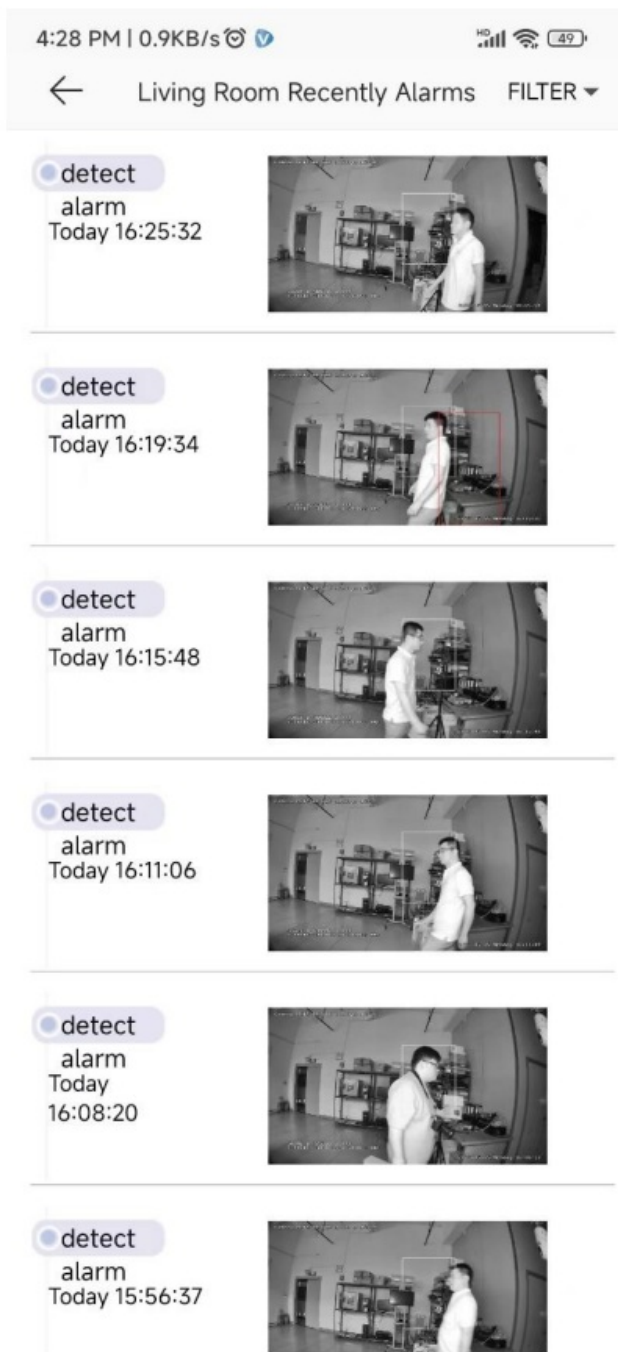 4:28 PM | 0.9KB/s
HD
49
Living Room Recently Alarms FILTER
detect
alarm
Today 16:25:32
detect
alarm
Today 16:19:34
detect
alarm
Today 16:15:48
detect
alarm
Today 16:11:06
detect
alarm
Today
16:08:20
detect
alarm
Today 15:56:37